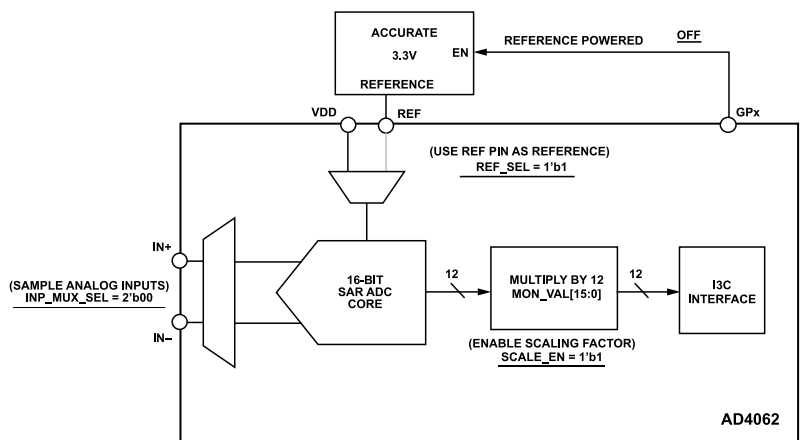 ACCURATE
3.3V
EN
REFERENCE
REFERENCE POWERED OFF
VDD
REF
GPx
(USE REF PIN AS REFERENCE)
REF_SEL = 1'b1
IN+
(SAMPLE ANALOG INPUTS)
INP_MUX_SEL = 2'b00
IN–
16-BIT
SAR ADC
CORE
12
MULTIPLY BY 12
MON_VAL[15:0]
12
I3C
INTERFACE
(ENABLE SCALING FACTOR)
SCALE_EN = 1'b1
AD4062